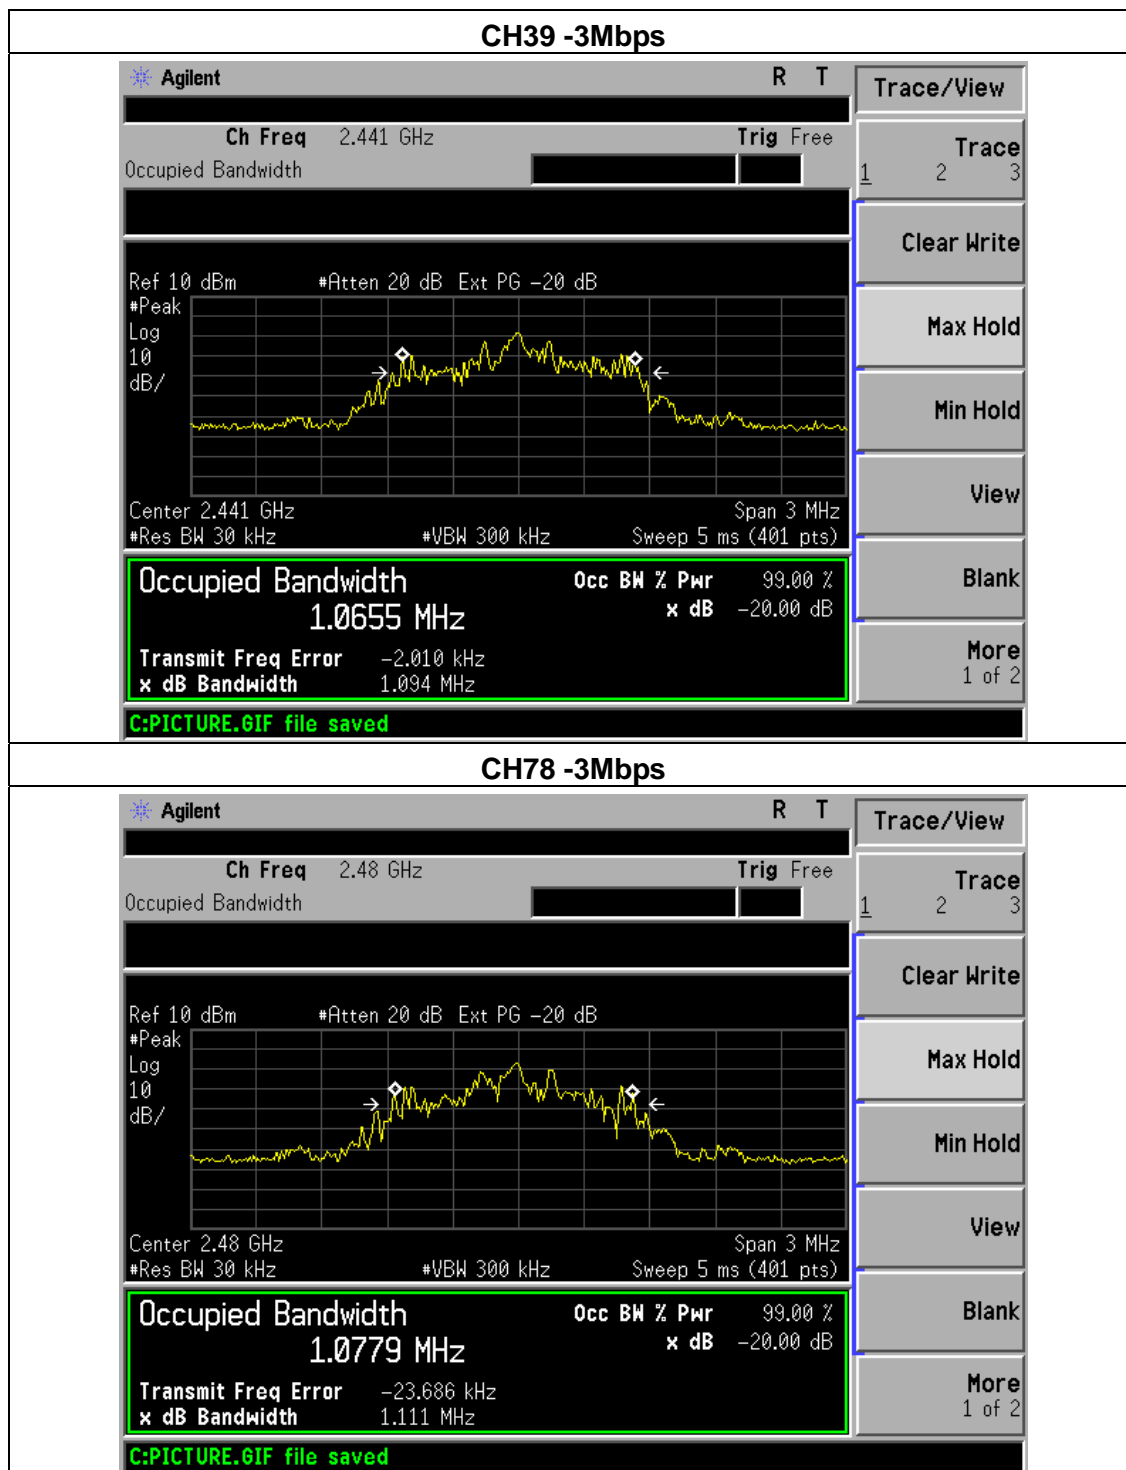 CH39 -3Mbps
Agilent R T
Trace/View
Ch Freq 2.441 GHz Trig Free
Occupied Bandwidth
Trace
1 2 3
Clear Write
Ref 10 dBm #Atten 20 dB Ext PG -20 dB
#Peak
Log
10
dB/
Max Hold
Min Hold
View
Center 2.441 GHz Span 3 MHz
#Res BW 30 kHz #VBW 300 kHz Sweep 5 ms (401 pts)
Occupied Bandwidth Occ BW % Pwr 99.00 %
1.0655 MHz x dB -20.00 dB
Blank
Transmit Freq Error -2.010 kHz
x dB Bandwidth 1.094 MHz
More
1 of 2
C:PICTURE.GIF file saved
CH78 -3Mbps
Agilent R T
Trace/View
Ch Freq 2.48 GHz Trig Free
Occupied Bandwidth
Trace
1 2 3
Clear Write
Ref 10 dBm #Atten 20 dB Ext PG -20 dB
#Peak
Log
10
dB/
Max Hold
Min Hold
View
Center 2.48 GHz Span 3 MHz
#Res BW 30 kHz #VBW 300 kHz Sweep 5 ms (401 pts)
Occupied Bandwidth Occ BW % Pwr 99.00 %
1.0779 MHz x dB -20.00 dB
Blank
Transmit Freq Error -23.686 kHz
x dB Bandwidth 1.111 MHz
More
1 of 2
C:PICTURE.GIF file saved